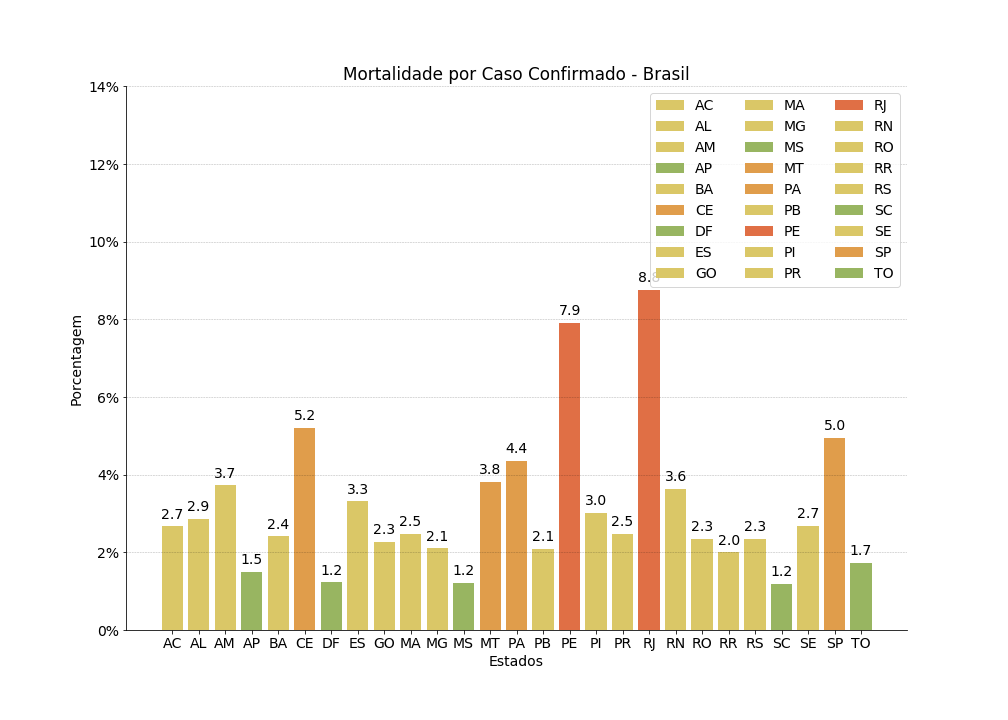 Mortalidade por Caso Confirmado - Brasil
14%
12%
10%
8%
6%
4%
2%
0%
Porcentagem
AC MA RJ
AL MG RN
AM MS RO
AP MT RR
BA PA RS
CE PB SC
DF PE SE
ES PI SP
GO PR TO
2.7 2.9 3.7 1.5 2.4 5.2 1.2 3.3 2.3 2.5 2.1 1.2 3.8 4.4 2.1 7.9 3.0 2.5 8.8 3.6 2.3 2.0 2.3 1.2 2.7 5.0 1.7
AC AL AM AP BA CE DF ES GO MA MG MS MT PA PB PE PI PR RJ RN RO RR RS SC SE SP TO
Estados